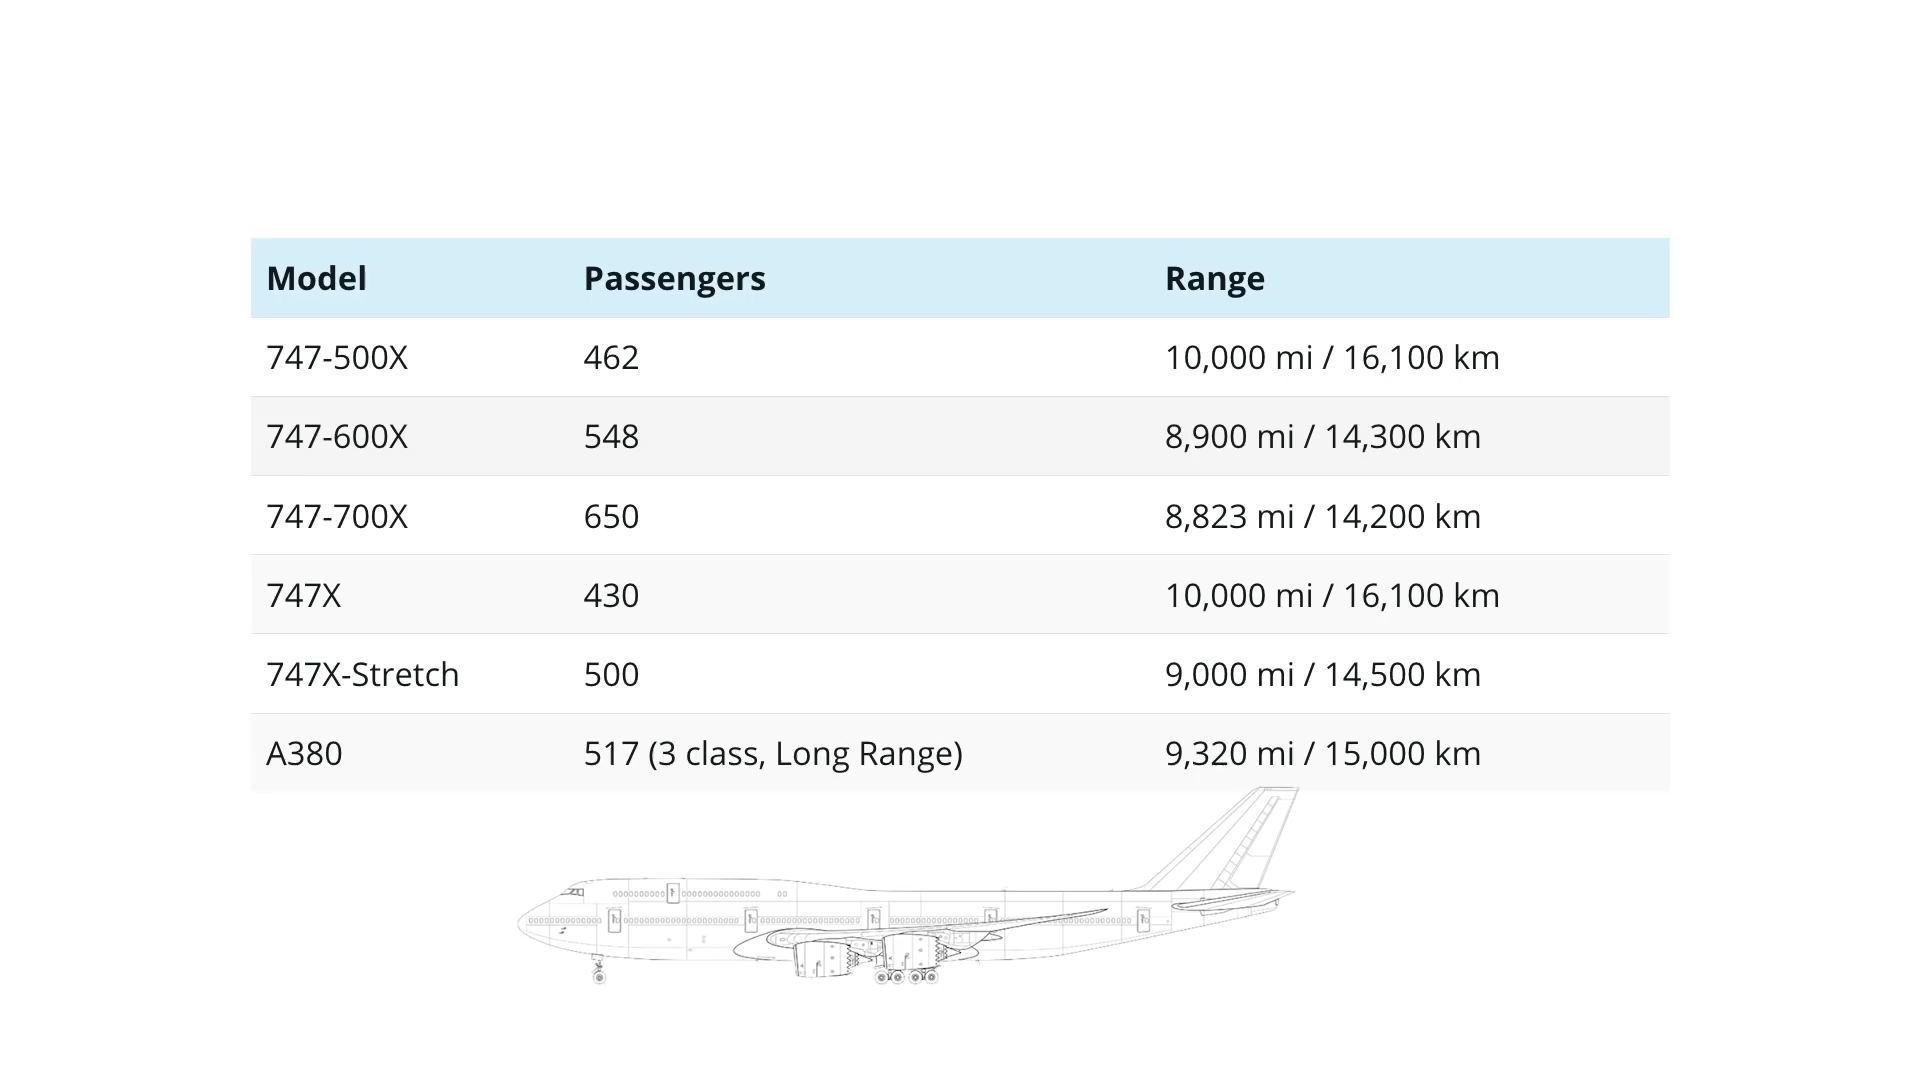 Model Passengers Range
747-500X 462 10,000 mi / 16,100 km
747-600X 548 8,900 mi / 14,300 km
747-700X 650 8,823 mi / 14,200 km
747X 430 10,000 mi / 16,100 km
747X-Stretch 500 9,000 mi / 14,500 km
A380 517 (3 class, Long Range) 9,320 mi / 15,000 km